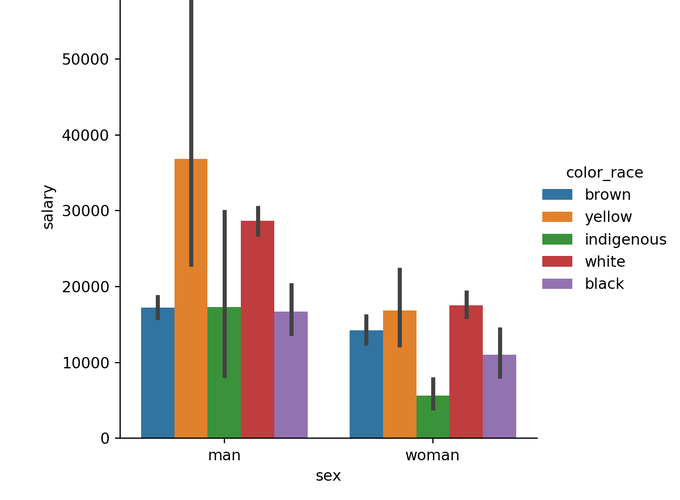 50000
40000
30000
20000
10000
0
salary
man woman
sex
color_race
brown
yellow
indigenous
white
black